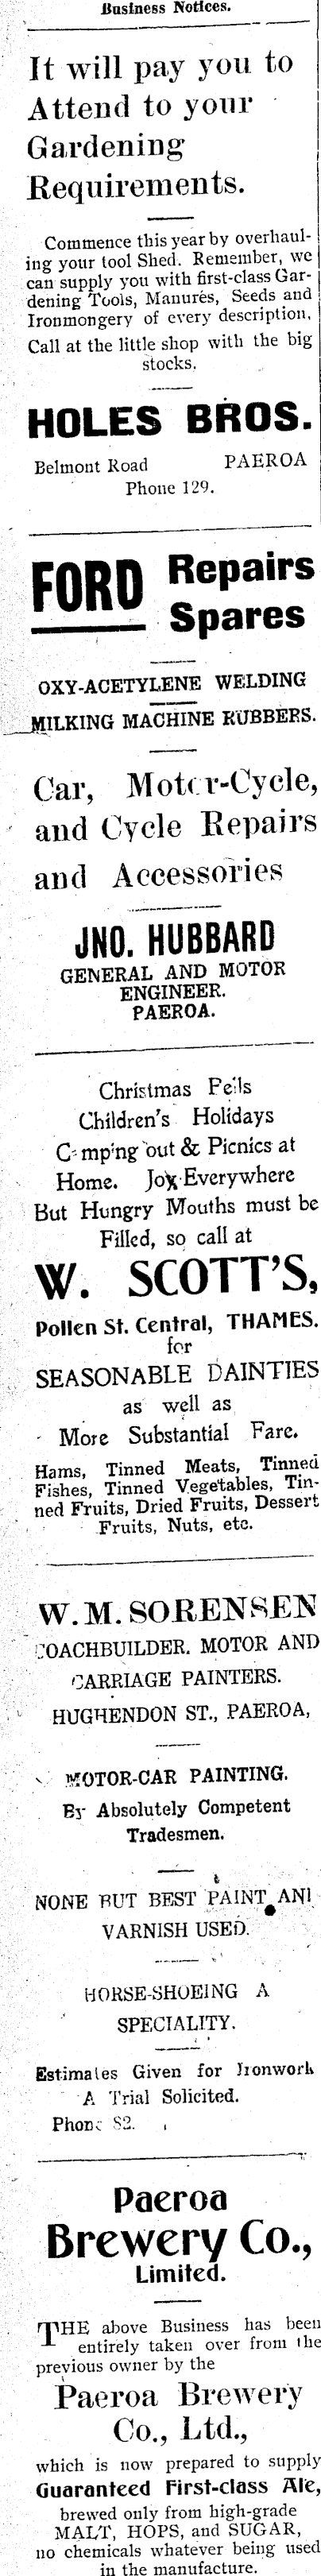 Business Notices.
It will pay you to
Attend to your
Gardening
Requirements.
Commence this year by overhaul-
ing your tool Shed. Remember, we
can supply you with first-class Gar-
dening Tools, Manures, Seeds and
Ironmongery of every description.
Call at the little shop with the big
stocks.
HOLES BROS.
Belmont Road PAEROA
Phone 129.
FORD Repairs
Spares
OXY-ACETYLENE WELDING
MILKING MACHINE RUBBERS.
Car, Motor-Cycle,
and Cycle Repairs
and Accessories
JNO. HUBBARD
GENERAL AND MOTOR
ENGINEER.
PAEROA.
Christmas Bells
Children's Holidays
Camping out & Picnics at
Home. Joy Everywhere
But Hungry Mouths must be
Filled, so call at
W. SCOTT'S,
Pollen St. Central, THAMES.
for
SEASONABLE DAINTIES
as well as
More Substantial Fare.
Hams, Tinned Meats, Tinned
Fishes, Tinned Vegetables, Tin-
ned Fruits, Dried Fruits, Dessert
Fruits, Nuts, etc.
W. M. SORENSEN
COACHBUILDER. MOTOR AND
CARRIAGE PAINTERS.
HUGHENDON ST., PAEROA,
MOTOR-CAR PAINTING.
By Absolutely Competent
Tradesmen.
NONE BUT BEST PAINT AND
VARNISH USED.
HORSE-SHOEING A
SPECIALITY.
Estimates Given for Ironwork
A Trial Solicited.
Phone 82.
Paeroa
Brewery Co.,
Limited.
THE above Business has been
entirely taken over from the
previous owner by the
Paeroa Brewery
Co., Ltd.,
which is now prepared to supply
Guaranteed First-class Ale,
brewed only from high-grade
MALT, HOPS, and SUGAR,
no chemicals whatever being used
in the manufacture.